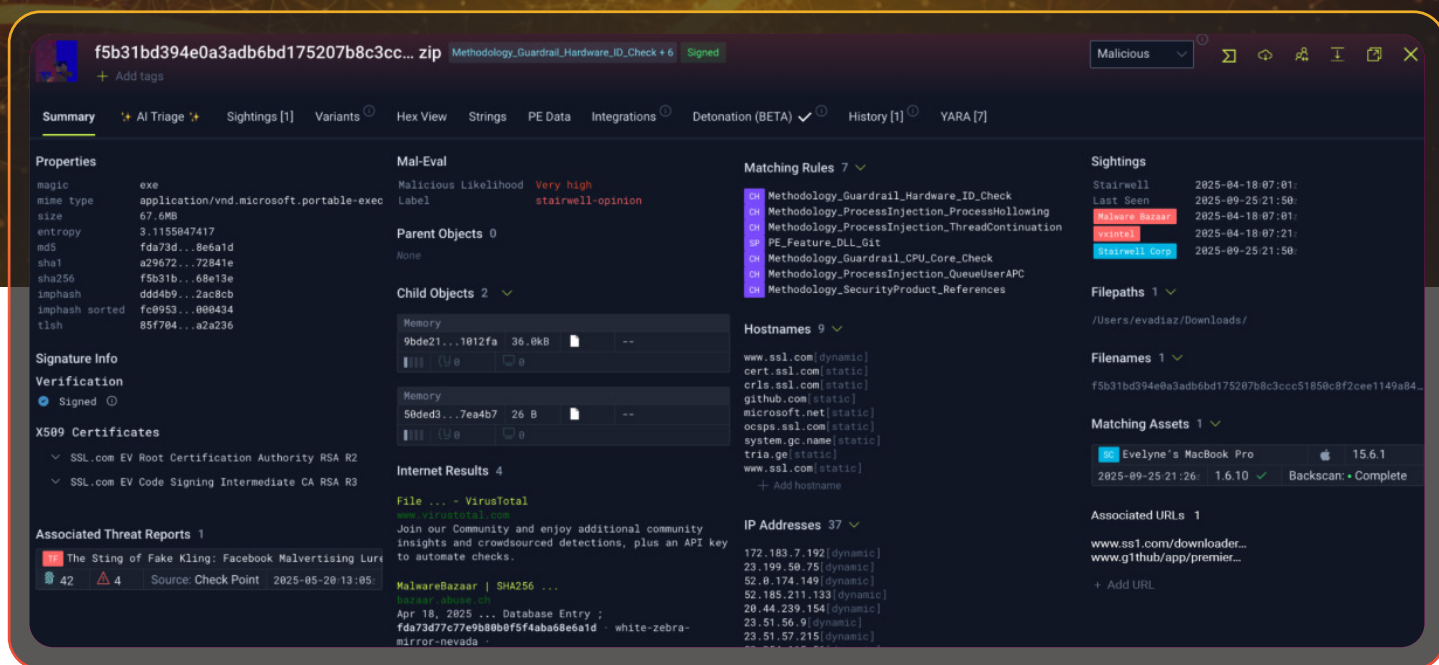 f5b31bd394e0a3adb6bd175207b8c3cc... zip Methodology_Guardrail_Hardware_ID_Check + 6 Signed
Malicious
+ Add tags
Summary AI Triage Sightings [1] Variants Hex View Strings PE Data Integrations Detonation (BETA) History [1] YARA [7]
Properties
magic exe
mime type application/vnd.microsoft.portable-exec
size 67.6MB
entropy 3.1155047417
md5 fda73d...8e6a1d
sha1 a29672...72841e
sha256 f5b31b...68e13e
imphash ddd4b9...2ac8cb
imphash sorted fc0953...000434
tlsh 85f704...a2a236
Signature Info
Verification
Signed
X509 Certificates
SSL.com EV Root Certification Authority RSA R2
SSL.com EV Code Signing Intermediate CA RSA R3
Associated Threat Reports 1
TF The Sting of Fake Kling: Facebook Malvertising Lure
42 4 Source: Check Point 2025-05-20 13:05:
Mal-Eval
Malicious Likelihood Very high
Label stairwell-opinion
Parent Objects 0
None
Child Objects 2
Memory
9bde21...1012fa 36.0kB --
0 0
Memory
50ded3...7ea4b7 26 B --
0 0
Internet Results 4
File ... - VirusTotal
www.virustotal.com
Join our Community and enjoy additional community
insights and crowdsourced detections, plus an API key
to automate checks.
MalwareBazaar | SHA256 ...
bazaar.abuse.ch
Apr 18, 2025 ... Database Entry ;
fda73d77c77e9b80b0f5f4aba68e6a1d · white-zebra-
mirror-nevada ·
Matching Rules 7
CH Methodology_Guardrail_Hardware_ID_Check
CH Methodology_ProcessInjection_ProcessHollowing
CH Methodology_ProcessInjection_ThreadContinuation
SP PE_Feature_DLL_Git
CH Methodology_Guardrail_CPU_Core_Check
CH Methodology_ProcessInjection_QueueUserAPC
CH Methodology_SecurityProduct_References
Hostnames 9
www.ssl.com[dynamic]
cert.ssl.com[static]
crls.ssl.com[static]
github.com[static]
microsoft.net[static]
ocsps.ssl.com[static]
system.gc.name[static]
tria.ge[static]
www.ssl.com[static]
+ Add hostname
IP Addresses 37
172.183.7.192[dynamic]
23.199.50.75[dynamic]
52.0.174.149[dynamic]
52.185.211.133[dynamic]
20.44.239.154[dynamic]
23.51.56.9[dynamic]
23.51.57.215[dynamic]
Sightings
Stairwell 2025-04-18 07:01:
Last Seen 2025-09-25 21:50:
Malware Bazaar 2025-04-18 07:01:
vxintel 2025-04-18 07:21:
Stairwell Corp 2025-09-25 21:50:
Filepaths 1
/Users/evadiaz/Downloads/
Filenames 1
f5b31bd394e0a3adb6bd175207b8c3ccc51850c8f2cee1149a84...
Matching Assets 1
SC Evelyne's MacBook Pro 15.6.1
2025-09-25 21:26: 1.6.10 Backscan: • Complete
Associated URLs 1
www.ss1.com/downloader...
www.g1thub/app/premier...
+ Add URL